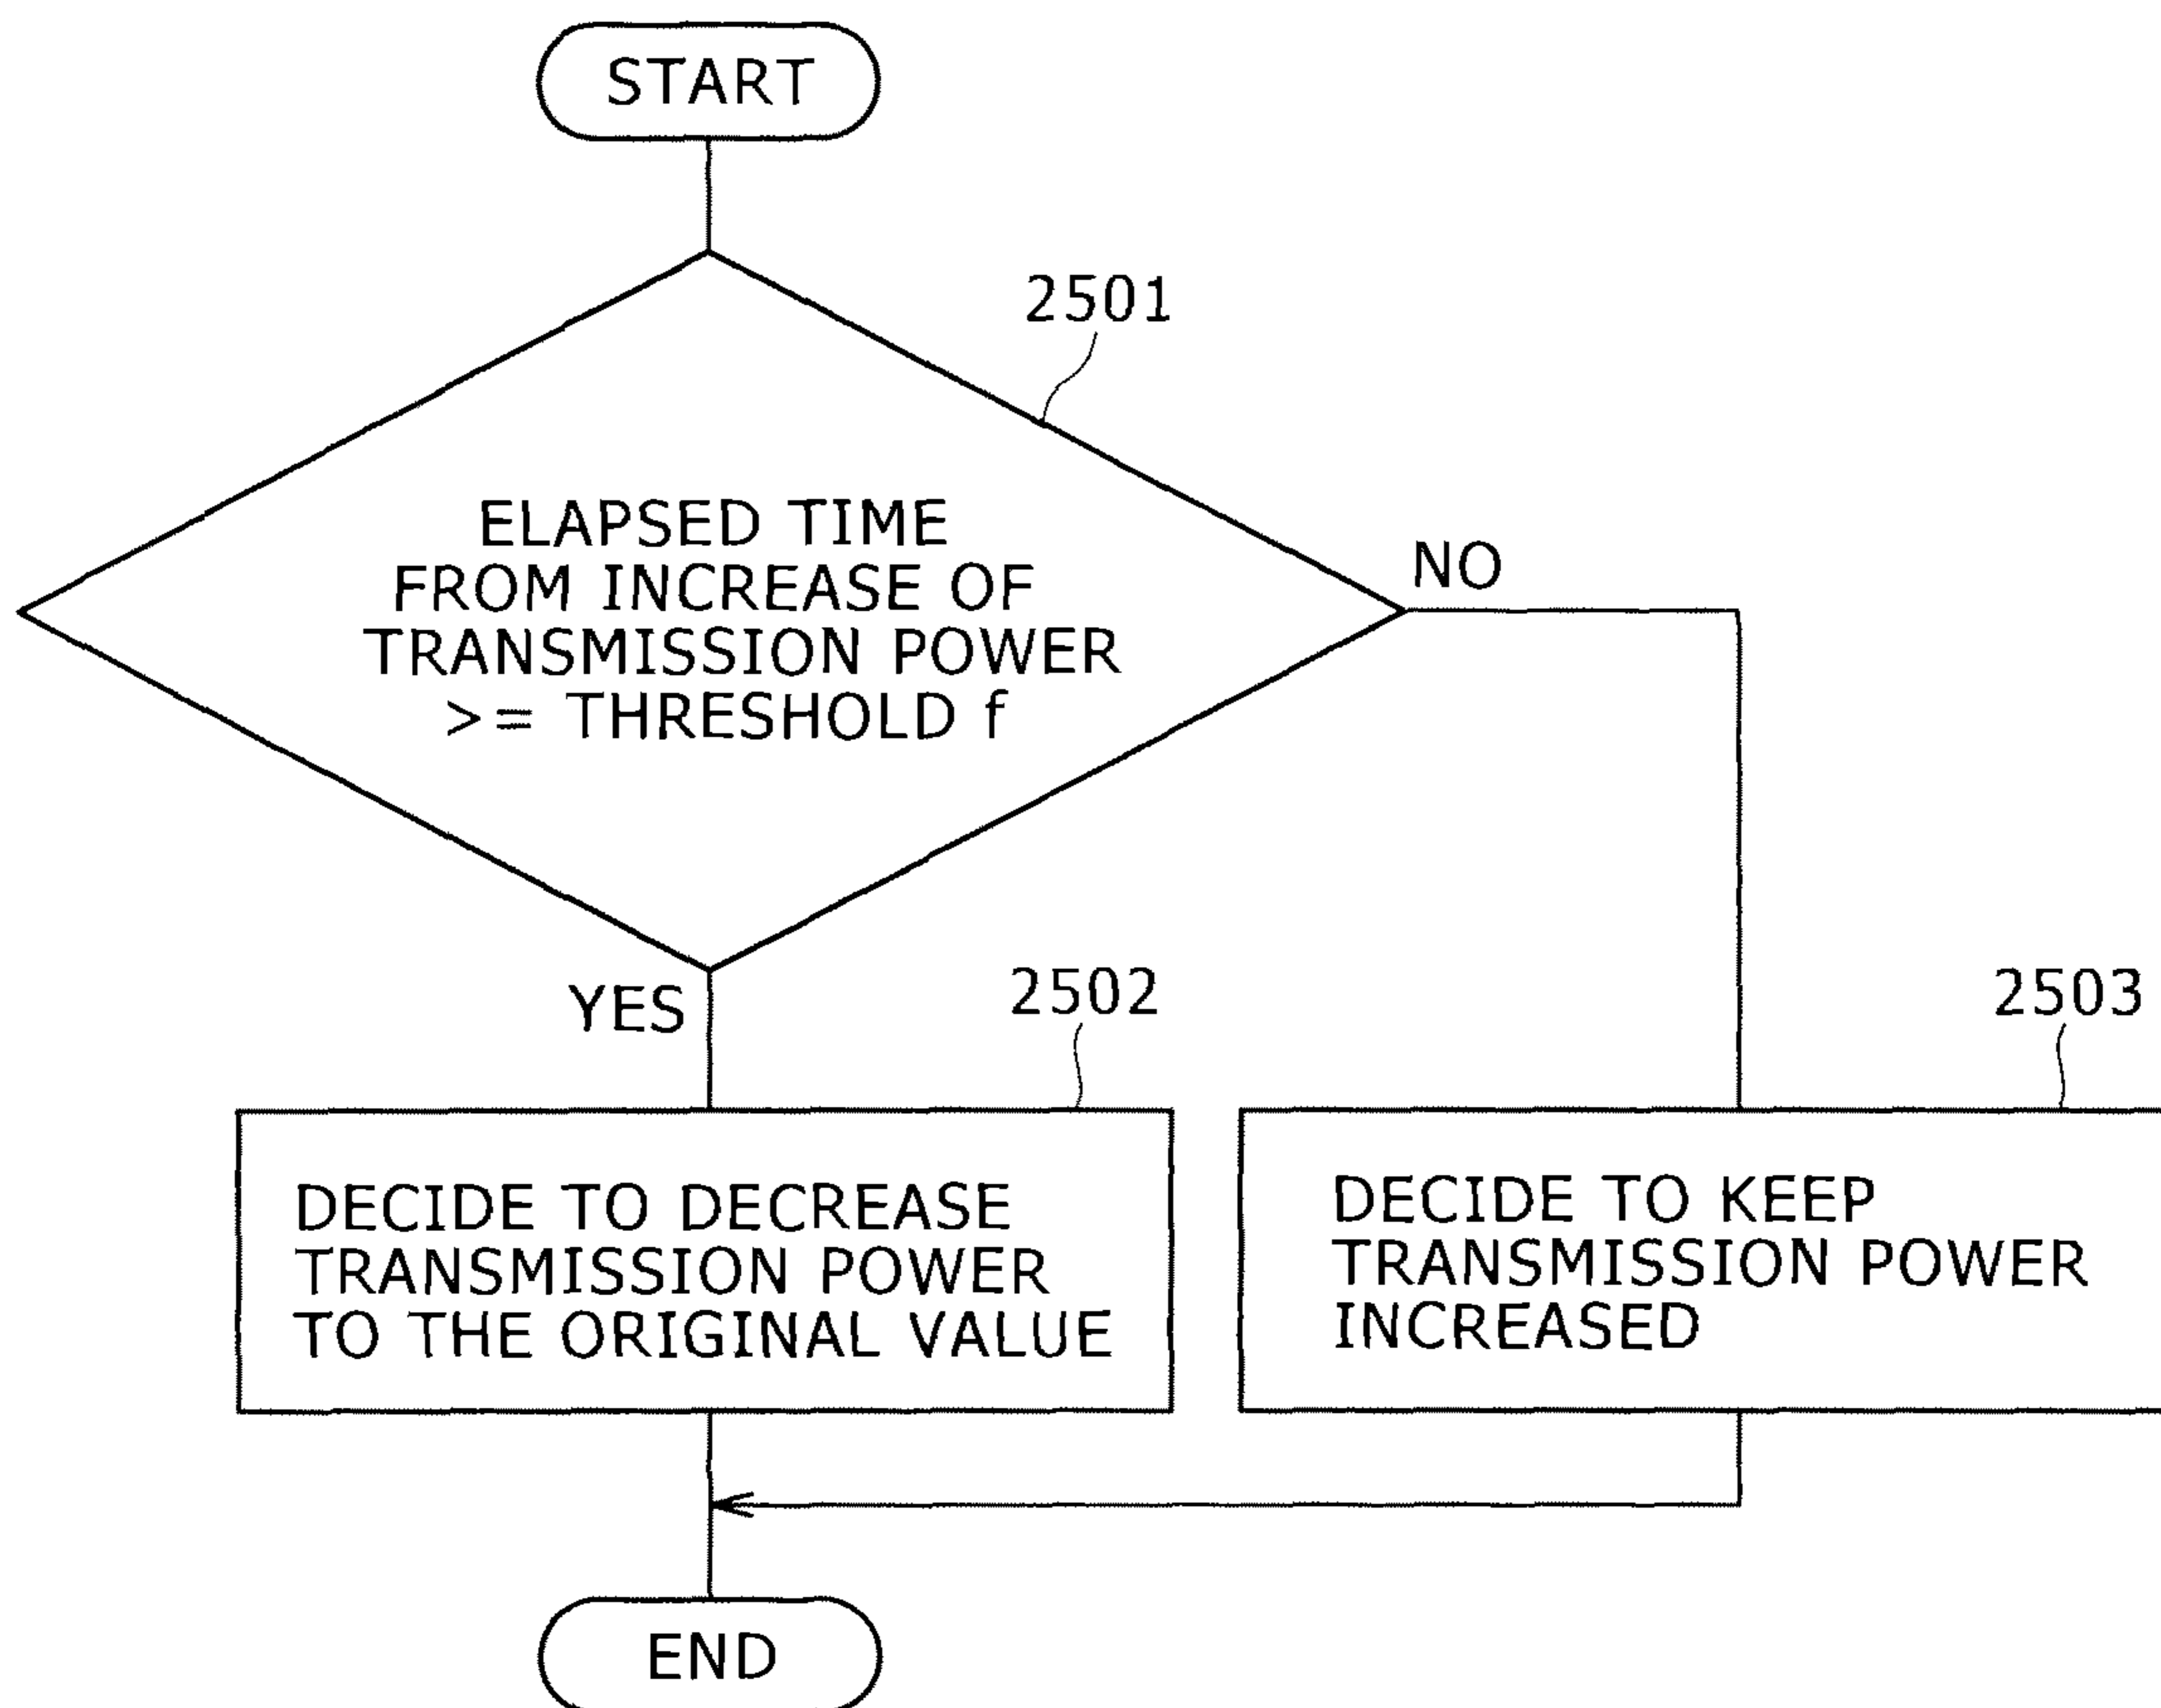 START
2501
ELAPSED TIME
FROM INCREASE OF
TRANSMISSION POWER
>= THRESHOLD f
NO
YES
2502
2503
DECIDE TO DECREASE
TRANSMISSION POWER
TO THE ORIGINAL VALUE
DECIDE TO KEEP
TRANSMISSION POWER
INCREASED
END